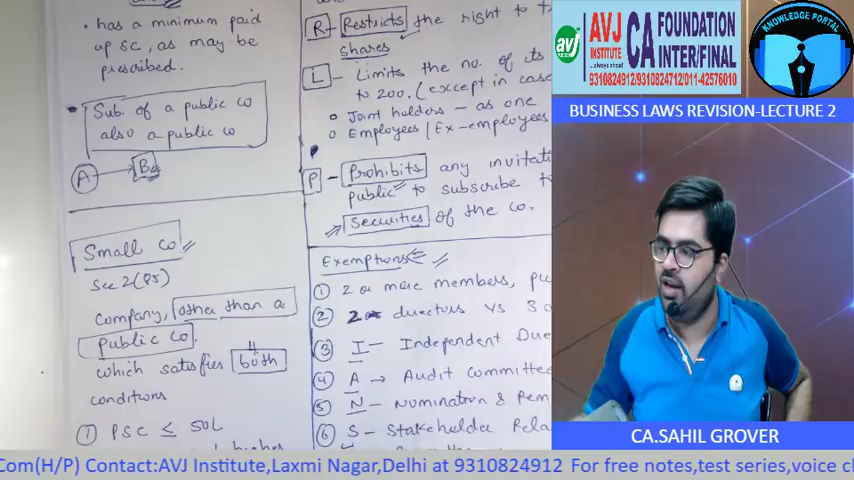 has a minimum paid
up sc, as may be
prescribed.
Sub. of a public co
also a public co
A → B
Small co
Sec 2(85)
Company, other than a
public co.
which satisfies both
conditions
① PSC ≤ 50L
R - Restricts the right to
shares
L - Limits the no. of its
to 200. (except in case
Joint holders - as one
Employees / Ex-employees
P - Prohibits any
public to subscribe
Securities of the co.
Exemptions
① 2 or more members,
② 2 directors VS 3
③ I - Independent
④ A → Audit Committee
⑤ N - Nomination &
⑥ S - Stakeholder
avj
AVJ
INSTITUTE
...always ahead
CA FOUNDATION
INTER/FINAL
9310824912/9310824712/011-42576010
KNOWLEDGE PORTAL
BUSINESS LAWS REVISION-LECTURE 2
CA.SAHIL GROVER
Com(H/P) Contact:AVJ Institute,Laxmi Nagar,Delhi at 9310824912 For free notes,test series,voice